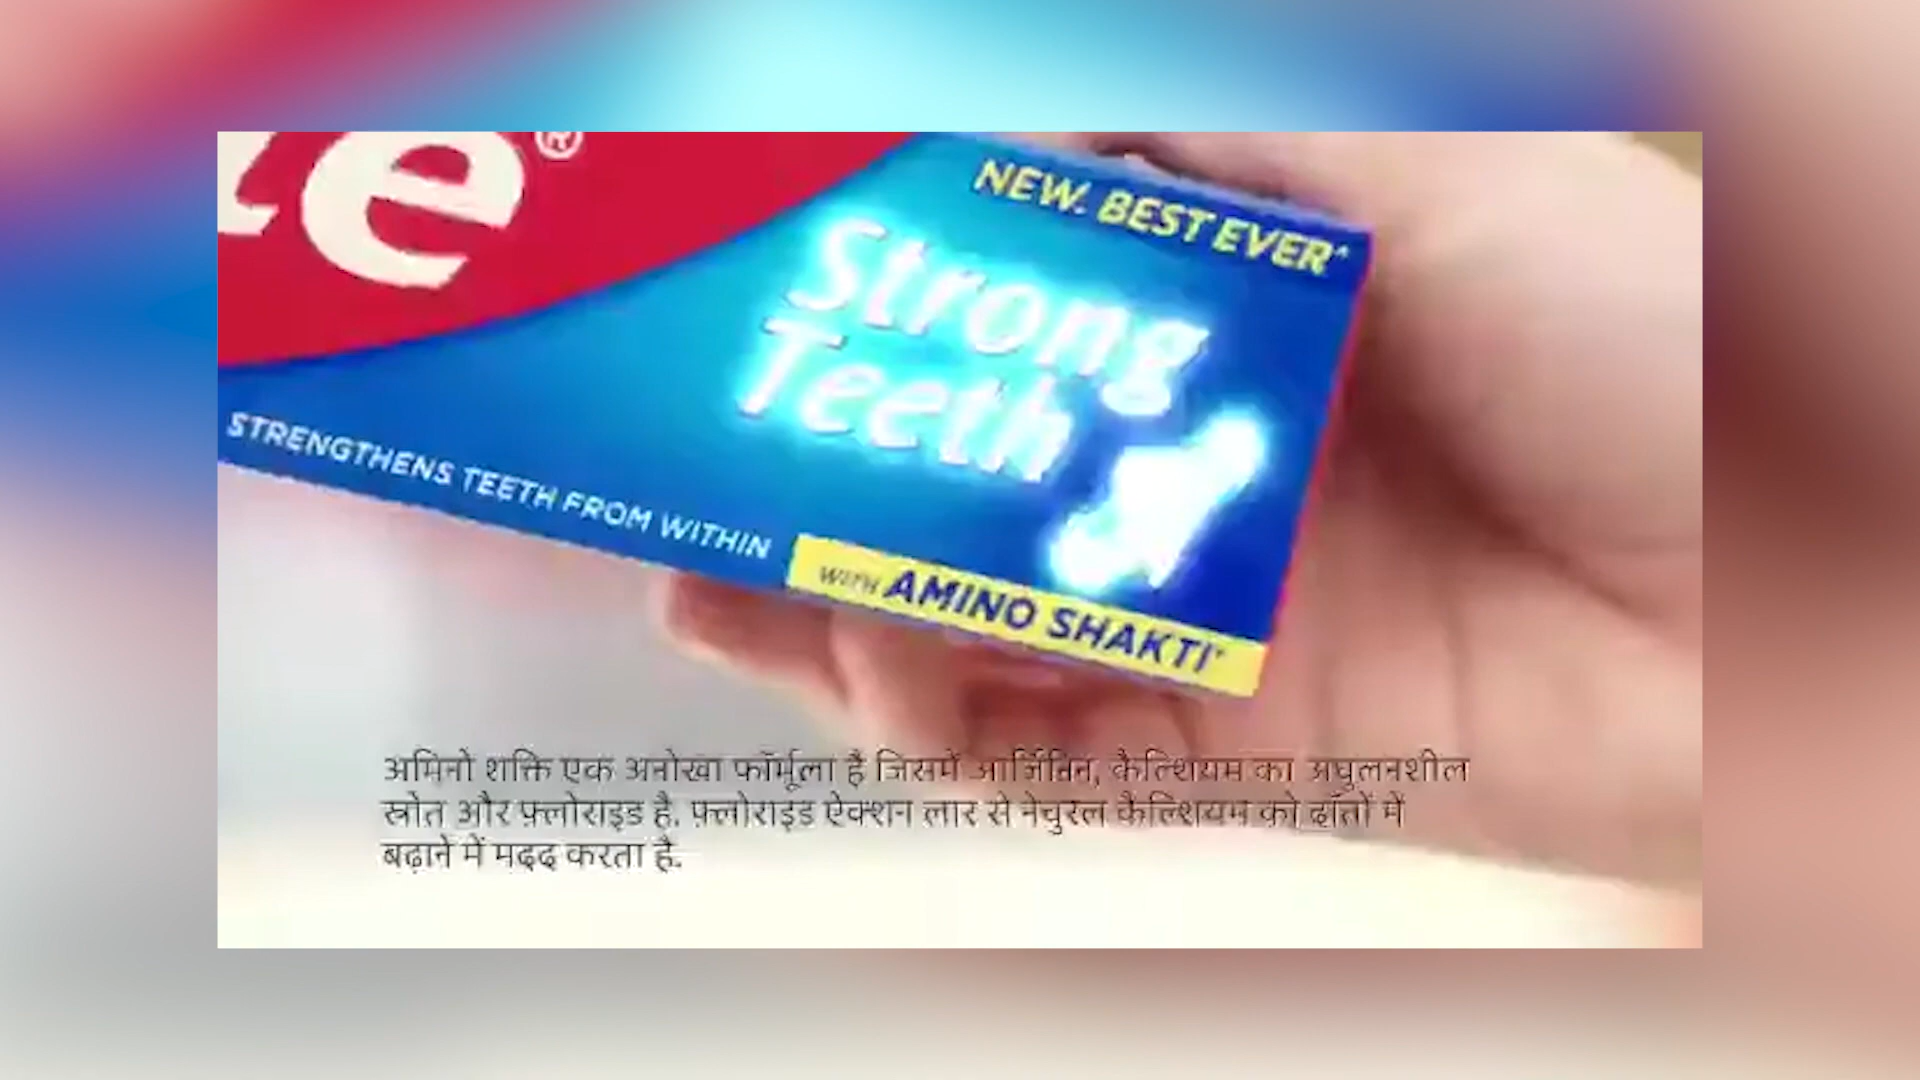 te®
NEW. BEST EVER^
Strong
Teeth
STRENGTHENS TEETH FROM WITHIN
WITH AMINO SHAKTI*
अमिनो शक्ति एक अनोखा फॉर्मूला है जिसमें आर्जिनिन, कैल्शियम का अघुलनशील
स्त्रोत और फ़्लोराइड है. फ़्लोराइड ऐक्शन लार से नेचुरल कैल्शियम को दाँतों में
बढ़ाने में मदद करता है.